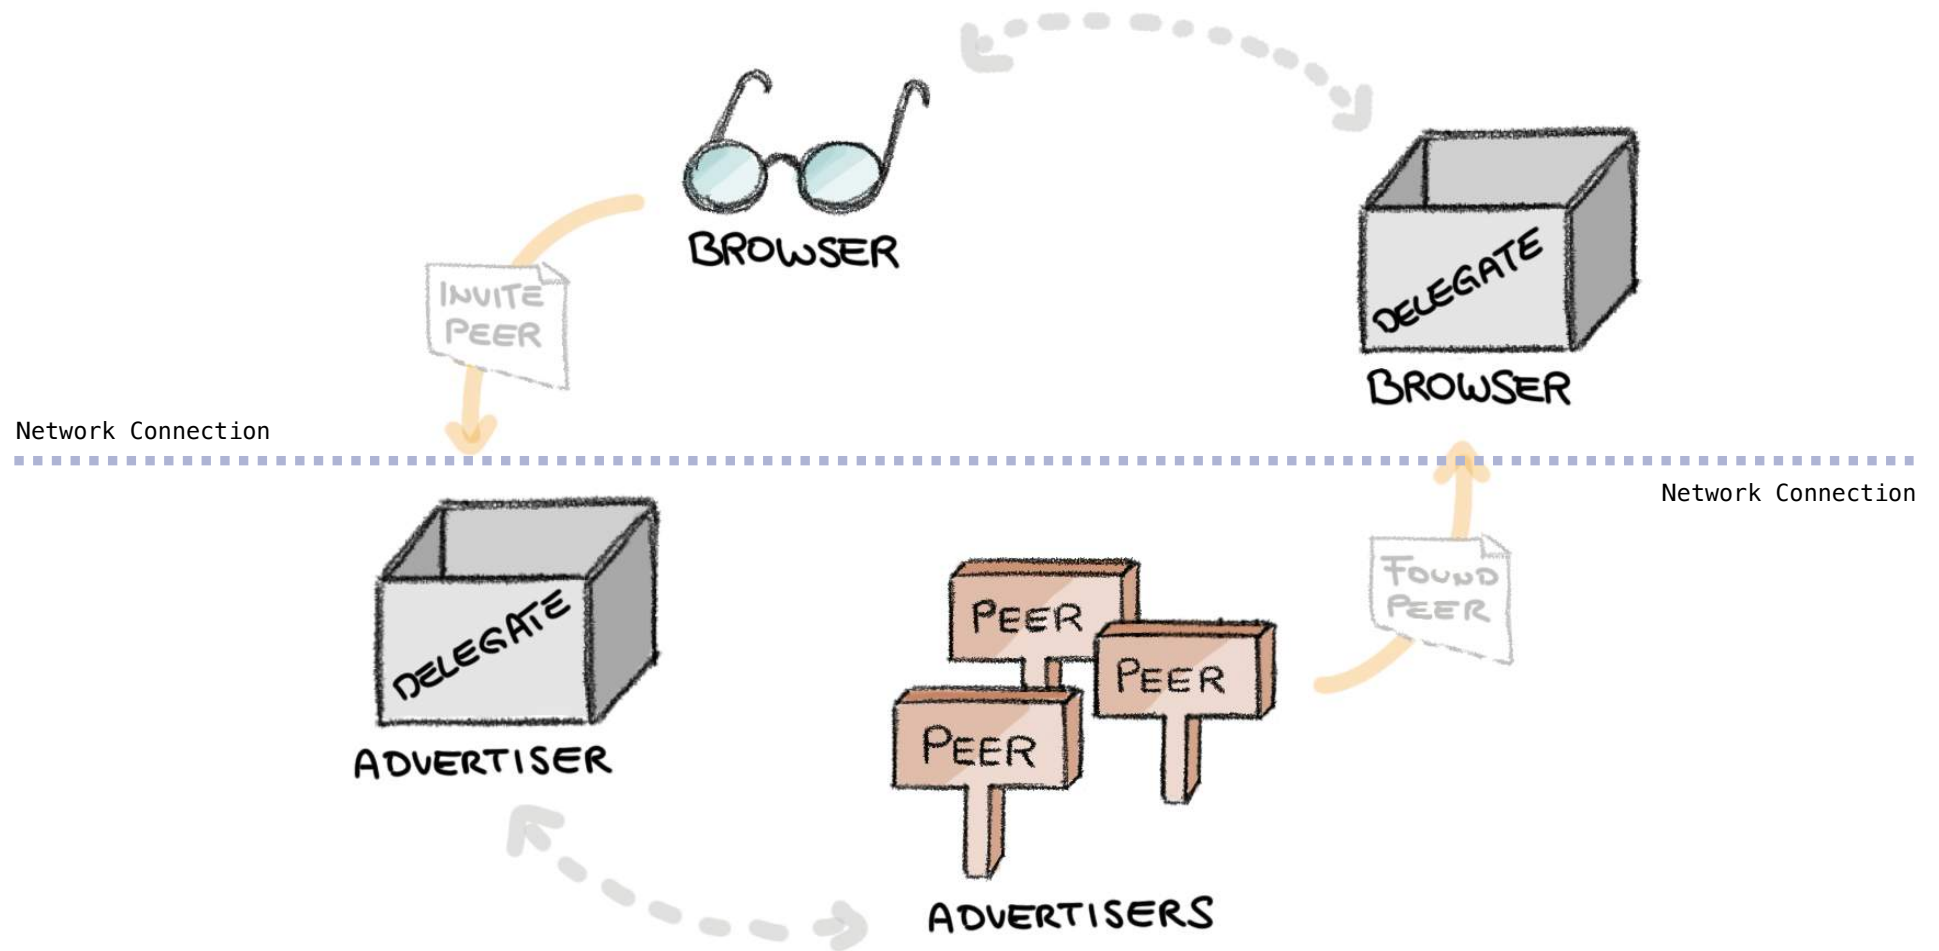 BROWSER
INVITE
PEER
DELEGATE
BROWSER
Network Connection
Network Connection
DELEGATE
ADVERTISER
PEER
PEER
PEER
FOUND
PEER
ADVERTISERS